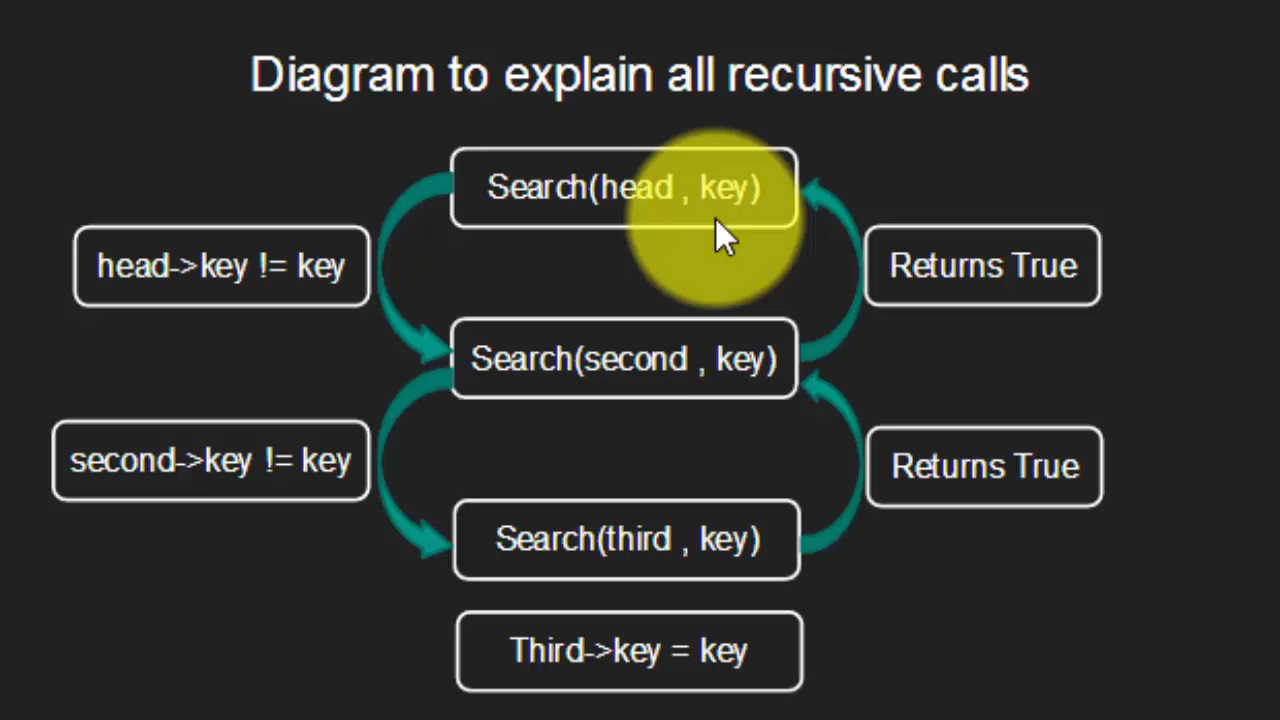 Diagram to explain all recursive calls
Search(head , key)
head->key != key
Returns True
Search(second , key)
second->key != key
Returns True
Search(third , key)
Third->key = key